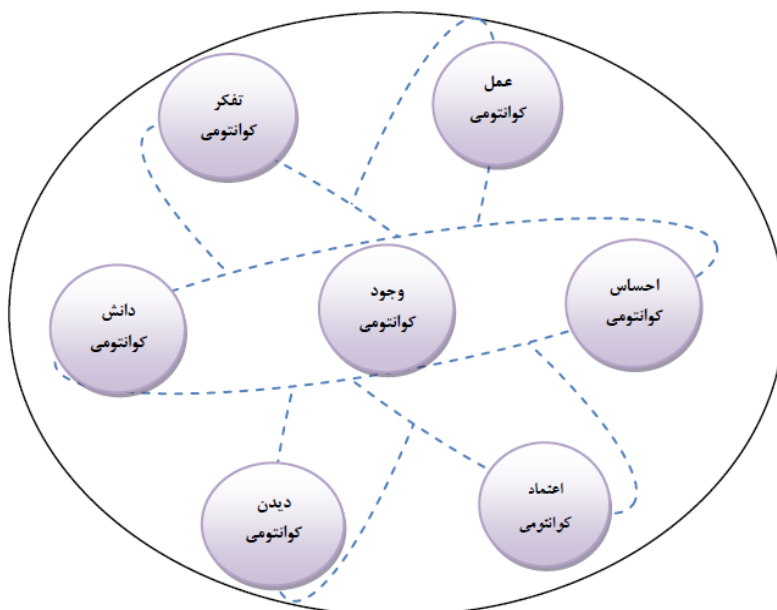 عمل
کوانتومی
تفکر
کوانتومی
احساس
کوانتومی
وجود
کوانتومی
دانش
کوانتومی
اعتماد
کوانتومی
دیدن
کوانتومی